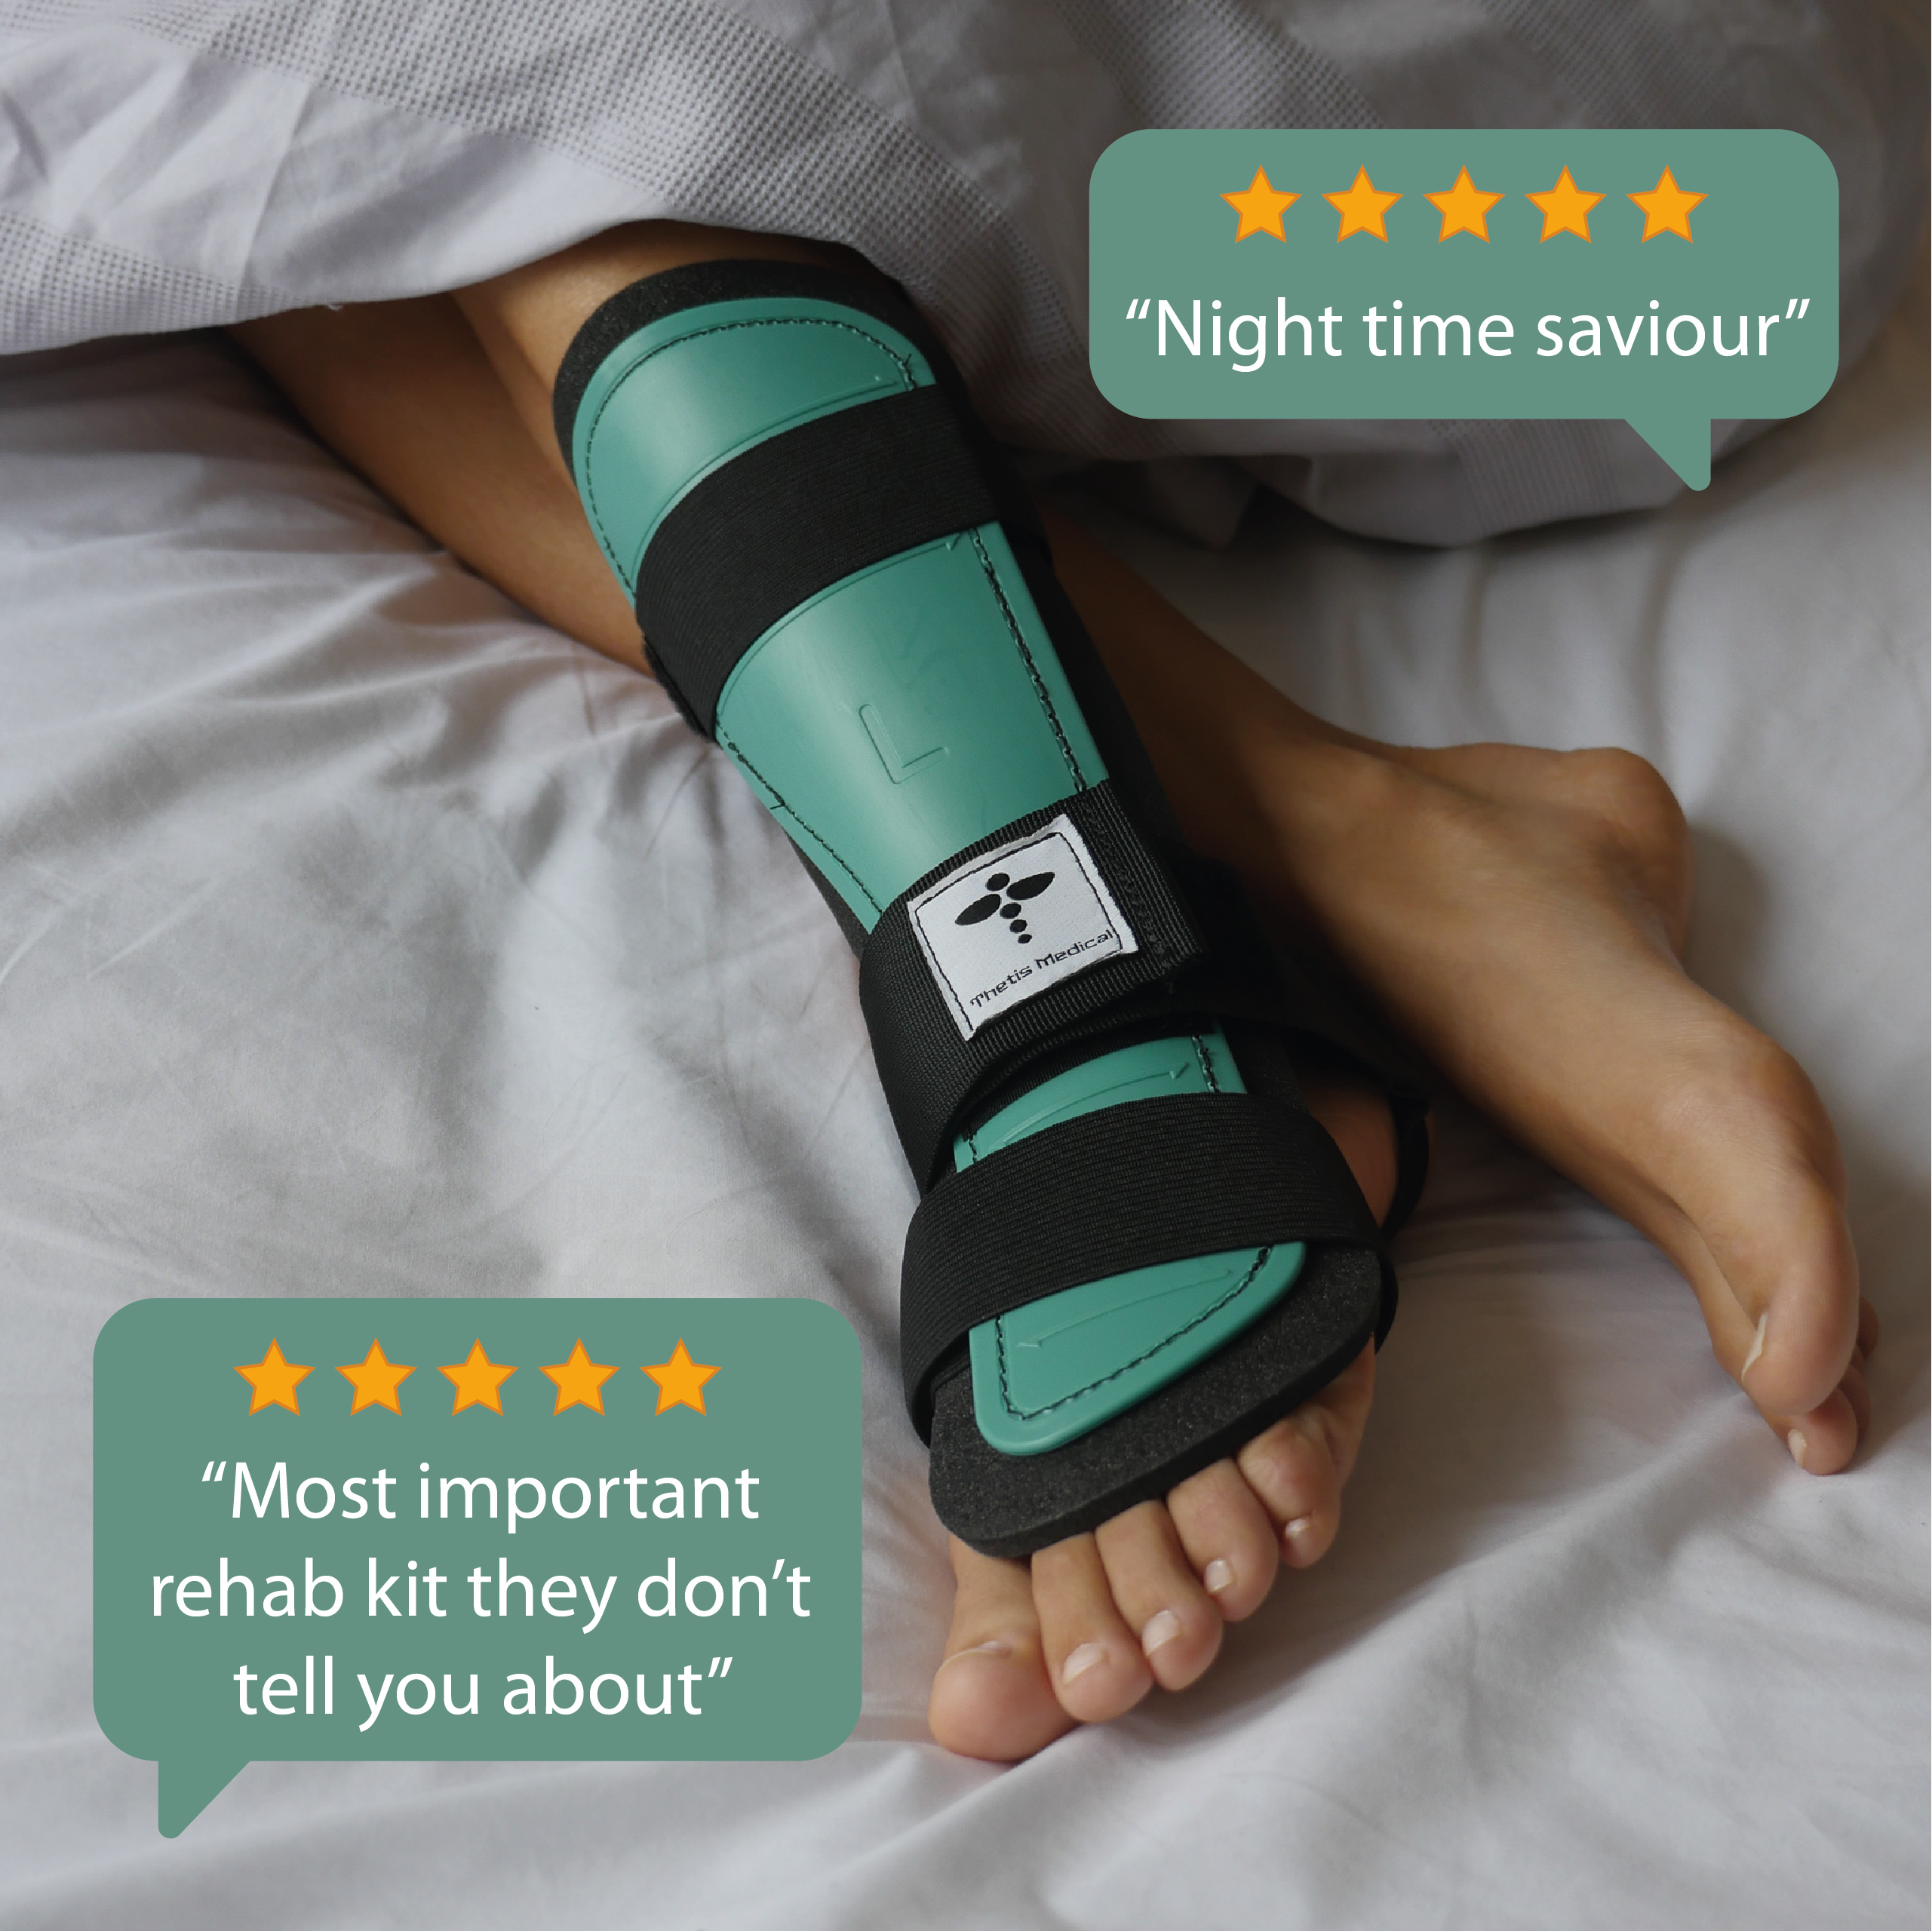 “Night time saviour”
L
Thetis Medical
“Most important
rehab kit they don’t
tell you about”